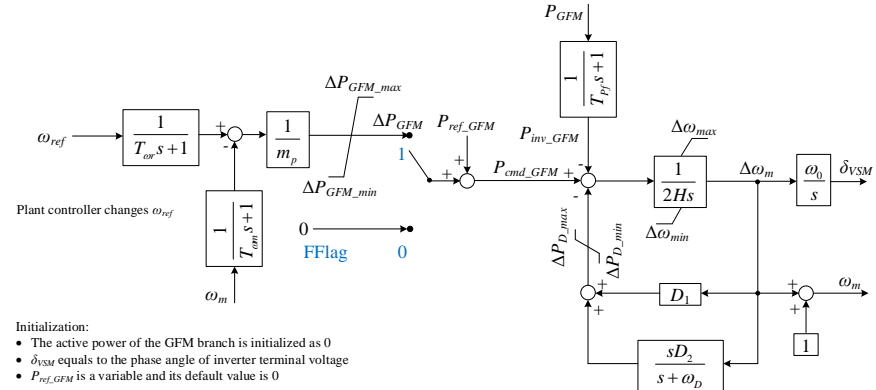 P_GFM
1
T_Pf s+1
ΔP_GFM_max
ω_ref
1
T_ωr s+1
+
-
1
m_p
ΔP_GFM
P_ref_GFM
P_inv_GFM
Δω_max
1
+
+
P_cmd_GFM
+
-
-
1
2Hs
Δω_m
ω_0
s
δ_VSM
ΔP_GFM_min
Δω_min
Plant controller changes ω_ref
1
T_ωm s+1
0
FFlag
0
ΔP_D_max
ΔP_D_min
ω_m
+
+
D_1
+
+
ω_m
1
sD_2
s+ω_D
Initialization:
• The active power of the GFM branch is initialized as 0
• δ_VSM equals to the phase angle of inverter terminal voltage
• P_ref_GFM is a variable and its default value is 0